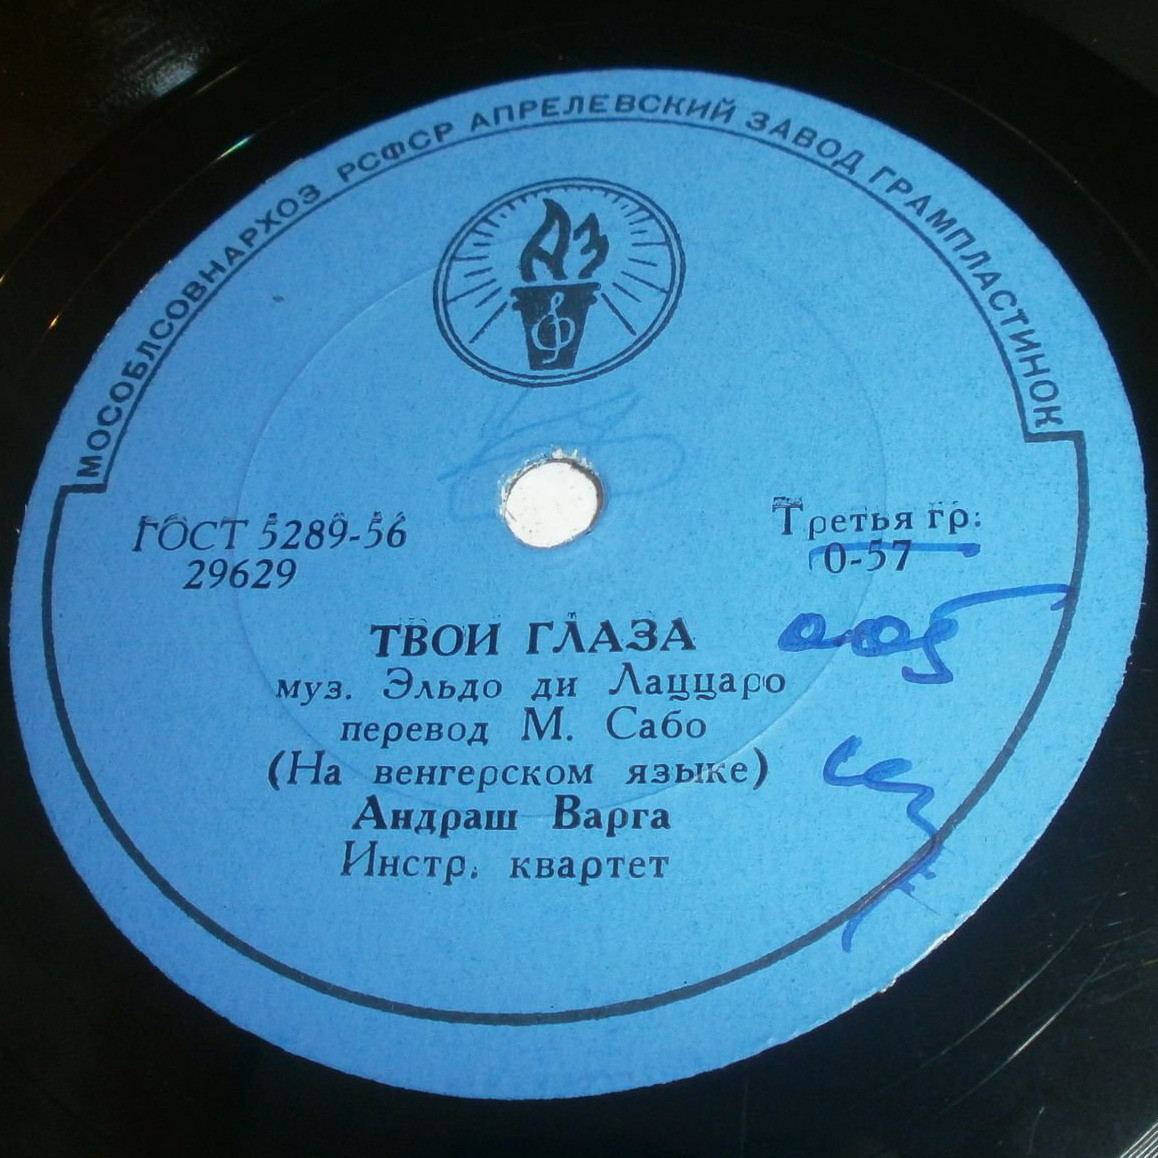 МОСОБЛСОВНАРХОЗ РСФСР АПРЕЛЕВСКИЙ ЗАВОД ГРАМПЛАСТИНОК
АЗ
ГОСТ 5289-56
29629
Третья гр.
0-57
ТВОИ ГЛАЗА
муз. Эльдо ди Лаццаро
перевод М. Сабо
(На венгерском языке)
Андраш Варга
Инстр. квартет